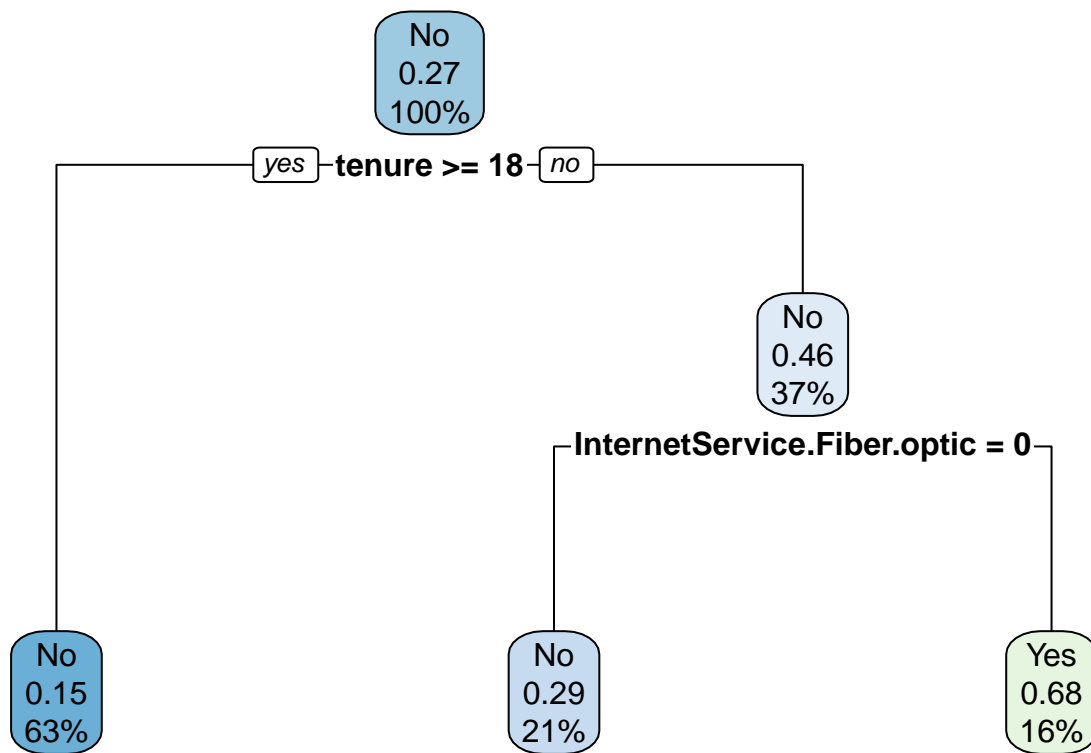 No
0.27
100%
yes tenure >= 18 no
No
0.46
37%
InternetService.Fiber.optic = 0
No
0.15
63%
No
0.29
21%
Yes
0.68
16%